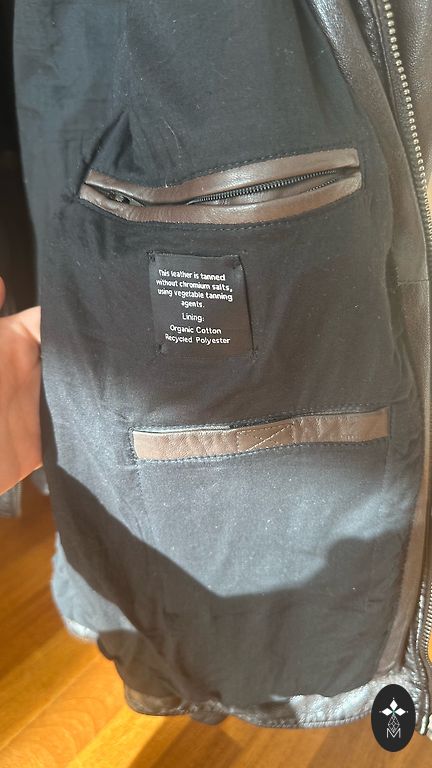 This leather is tanned
without chromium salts,
using vegetable tanning
agents.
Lining:
Organic Cotton
Recycled Polyester
M